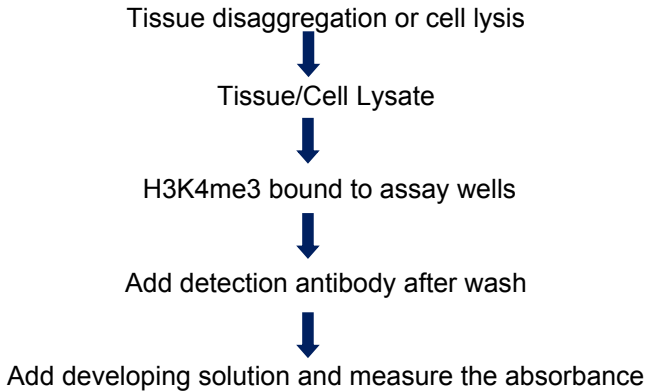 Tissue disaggregation or cell lysis
Tissue/Cell Lysate
H3K4me3 bound to assay wells
Add detection antibody after wash
Add developing solution and measure the absorbance